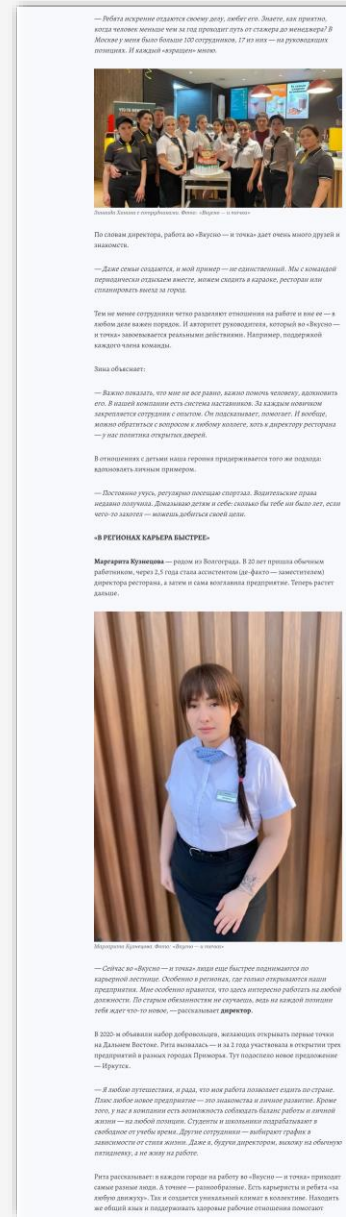 — Ребята искренне отдаются своему делу, любят его. Знаете, как приятно,
когда человек меньше чем за год проходит путь от стажера до менеджера? В
Москве у меня было больше 100 сотрудников, 17 из них — на руководящих
позициях. И каждый «взращен» мною.
Зинаида Ванина с сотрудниками. Фото: «Вкусно — и точка»
По словам директора, работа во «Вкусно — и точка» дает очень много друзей и
знакомств.
— Даже семьи создаются, и мой пример — не единственный. Мы с командой
периодически отдыхаем вместе, можем сходить в караоке, ресторан или
спланировать выезд за город.
Тем не менее сотрудники четко разделяют отношения на работе и вне ее — в
любом деле важен порядок. И авторитет руководителя, который во «Вкусно —
и точка» завоевывается реальными действиями. Например, поддержкой
каждого члена команды.
Зина объясняет:
— Важно показать, что мне не все равно, важно помочь человеку, вдохновить
его. В нашей компании есть система наставников. За каждым новичком
закрепляется сотрудник с опытом. Он подсказывает, помогает. И вообще,
можно обратиться с вопросом к любому коллеге, хоть к директору ресторана
— у нас политика открытых дверей.
В отношениях с детьми наша героиня придерживается того же подхода:
вдохновлять личным примером.
— Постоянно учусь, регулярно посещаю спортзал. Водительские права
недавно получила. Доказываю детям и себе: сколько бы тебе ни было лет, если
чего-то захотел — можешь добиться своей цели.
«В РЕГИОНАХ КАРЬЕРА БЫСТРЕЕ»
Маргарита Кузнецова — родом из Волгограда. В 20 лет пришла обычным
работником, через 2,5 года стала ассистентом (де-факто — заместителем)
директора ресторана, а затем и сама возглавила предприятие. Теперь растет
дальше.
Маргарита Кузнецова. Фото: «Вкусно — и точка»
— Сейчас во «Вкусно — и точка» люди еще быстрее поднимаются по
карьерной лестнице. Особенно в регионах, где только открываются наши
предприятия. Мне особенно нравится, что здесь интересно работать на любой
должности. По старым обязанностям не скучаешь, ведь на каждой позиции
тебя ждет что-то новое, — рассказывает директор.
В 2020-м объявили набор добровольцев, желающих открывать первые точки
на Дальнем Востоке. Рита вызвалась — и за 2 года участвовала в открытии трех
предприятий в разных городах Приморья. Тут подоспело новое предложение
— Иркутск.
— Я люблю путешествия, и рада, что моя работа позволяет ездить по стране.
Плюс любое новое предприятие — это знакомства и личное развитие. Кроме
того, у нас в компании есть возможность соблюдать баланс работы и личной
жизни — на любой позиции. Студенты и школьники подрабатывают в
свободное от учебы время. Другие сотрудники — выбирают график в
зависимости от стиля жизни. Даже я, будучи директором, выхожу на обычную
пятидневку, а не живу на работе.
Рита рассказывает: в каждом городе на работу во «Вкусно — и точка» приходят
самые разные люди. А точнее — разнообразные. Есть карьеристы и ребята «за
любую движуху». Так и создается уникальный климат в коллективе. Находить
же общий язык и поддерживать здоровые рабочие отношения помогают